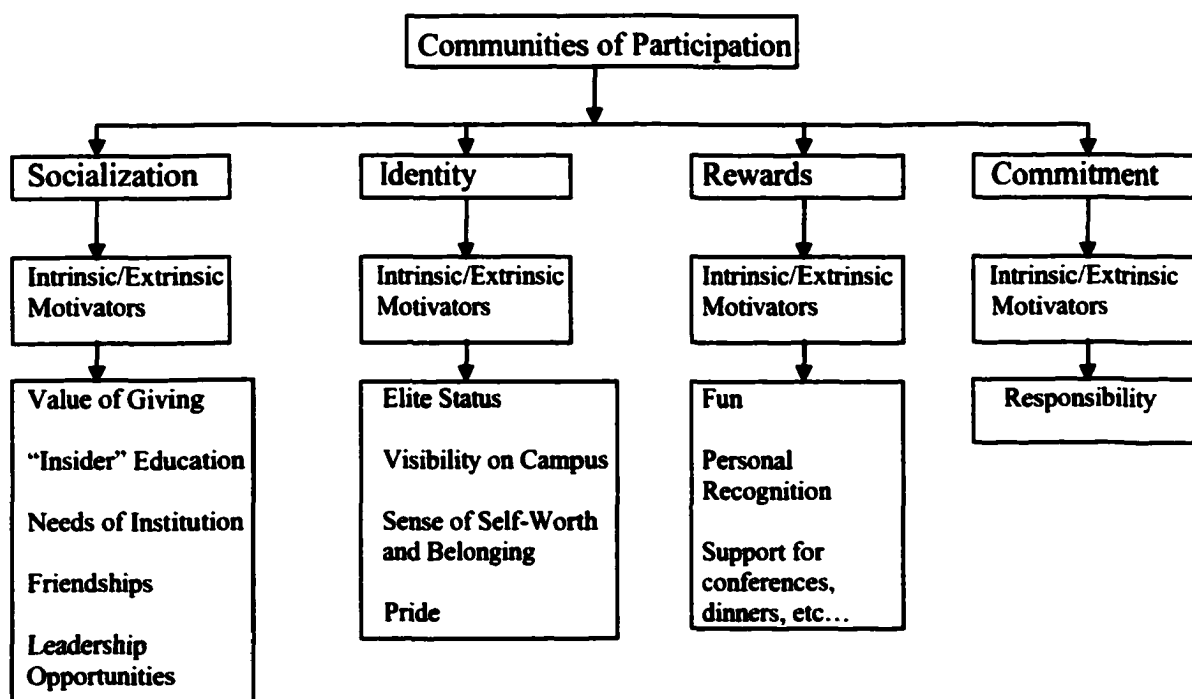 Communities of Participation
Socialization
Identity
Rewards
Commitment
Intrinsic/Extrinsic
Motivators
Intrinsic/Extrinsic
Motivators
Intrinsic/Extrinsic
Motivators
Intrinsic/Extrinsic
Motivators
Value of Giving
“Insider” Education
Needs of Institution
Friendships
Leadership
Opportunities
Elite Status
Visibility on Campus
Sense of Self-Worth
and Belonging
Pride
Fun
Personal
Recognition
Support for
conferences,
dinners, etc…
Responsibility